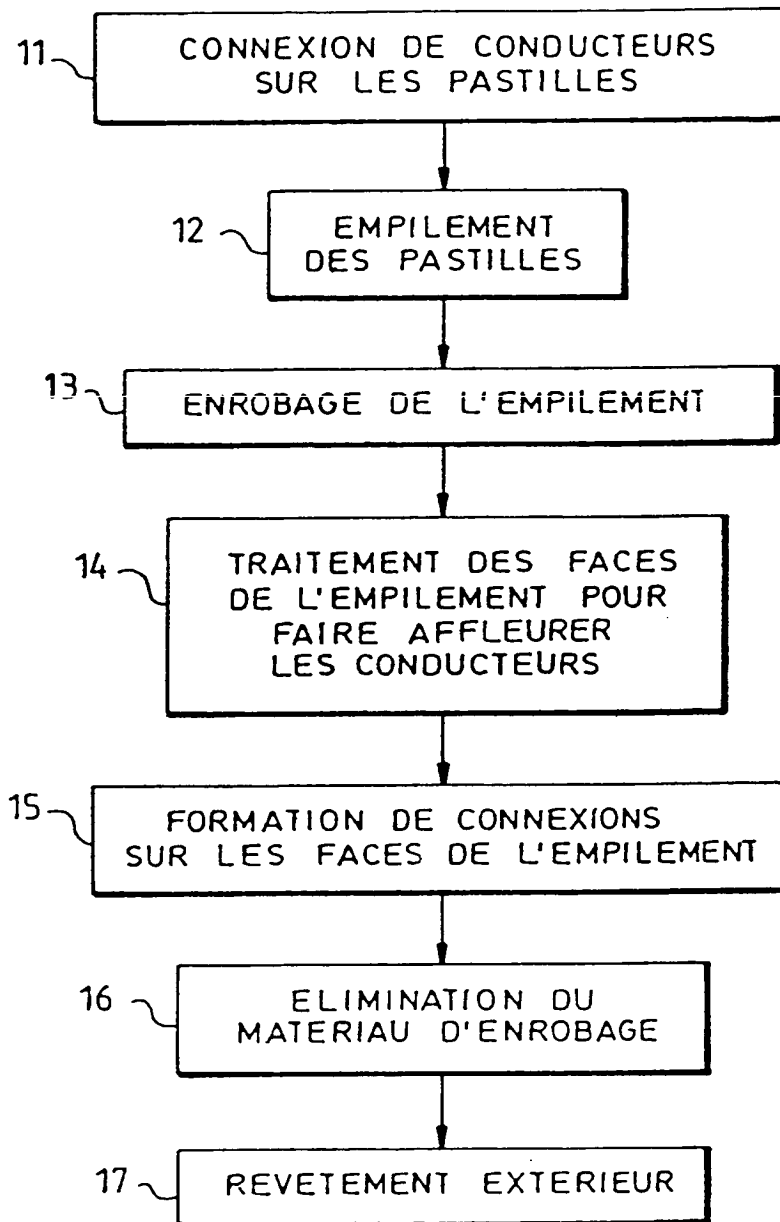 11
CONNEXION DE CONDUCTEURS
SUR LES PASTILLES
12
EMPILEMENT
DES PASTILLES
13
ENROBAGE DE L'EMPILEMENT
14
TRAITEMENT DES FACES
DE L'EMPILEMENT POUR
FAIRE AFFLEURER
LES CONDUCTEURS
15
FORMATION DE CONNEXIONS
SUR LES FACES DE L'EMPILEMENT
16
ELIMINATION DU
MATERIAU D'ENROBAGE
17
REVETEMENT EXTERIEUR